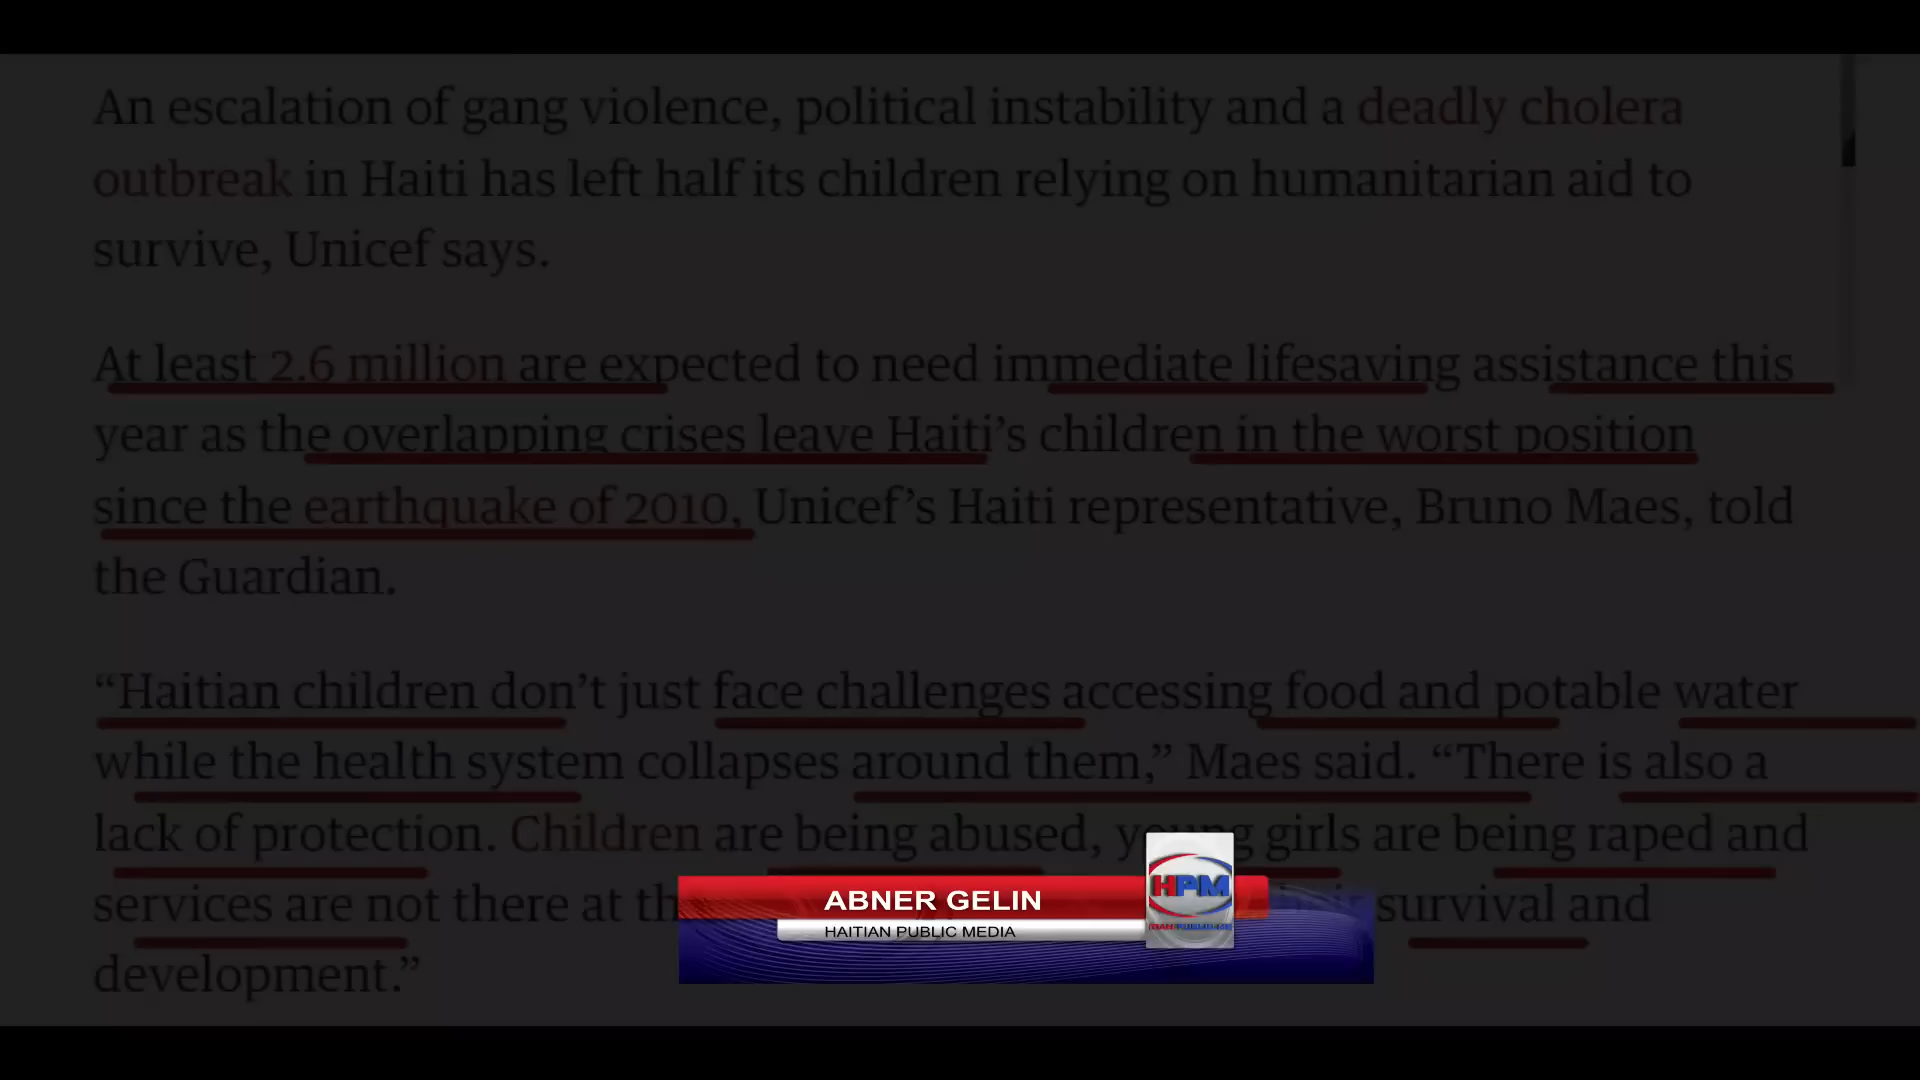 An escalation of gang violence, political instability and a deadly cholera
outbreak in Haiti has left half its children relying on humanitarian aid to
survive, Unicef says.
At least 2.6 million are expected to need immediate lifesaving assistance this
year as the overlapping crises leave Haiti’s children in the worst position
since the earthquake of 2010, Unicef’s Haiti representative, Bruno Maes, told
the Guardian.
“Haitian children don’t just face challenges accessing food and potable water
while the health system collapses around them,” Maes said. “There is also a
lack of protection. Children are being abused, young girls are being raped and
services are not there at survival and
development.”
ABNER GELIN
HAITIAN PUBLIC MEDIA
HPM